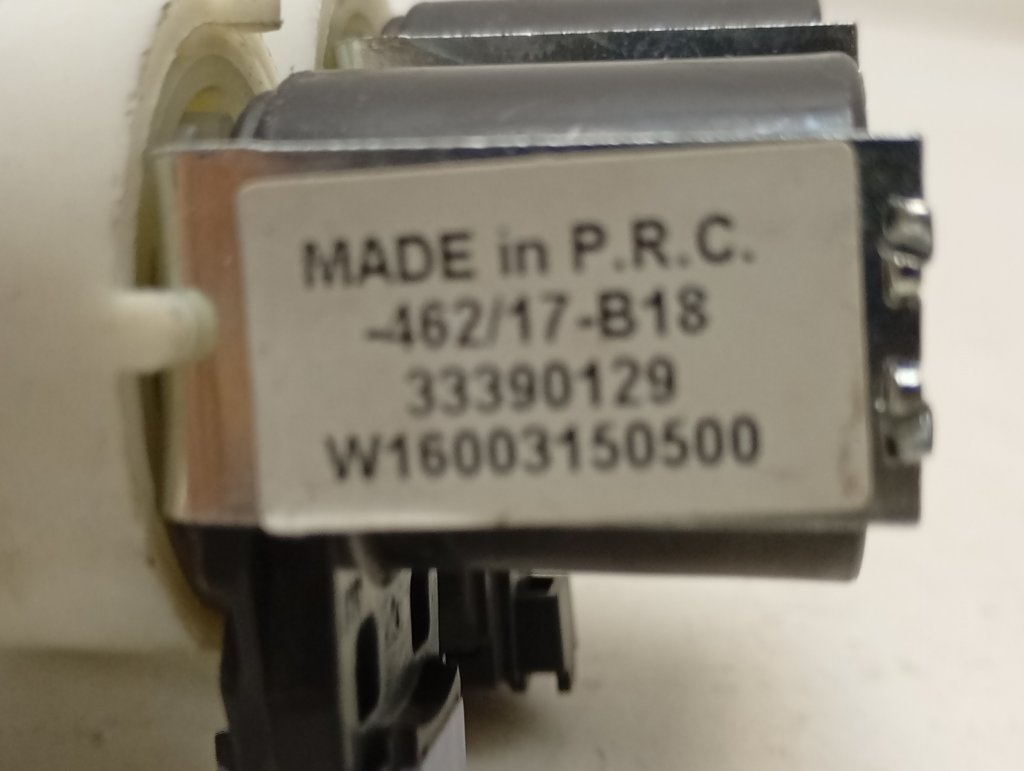 MADE in P.R.C.
-462/17-B18
33390129
W16003150500